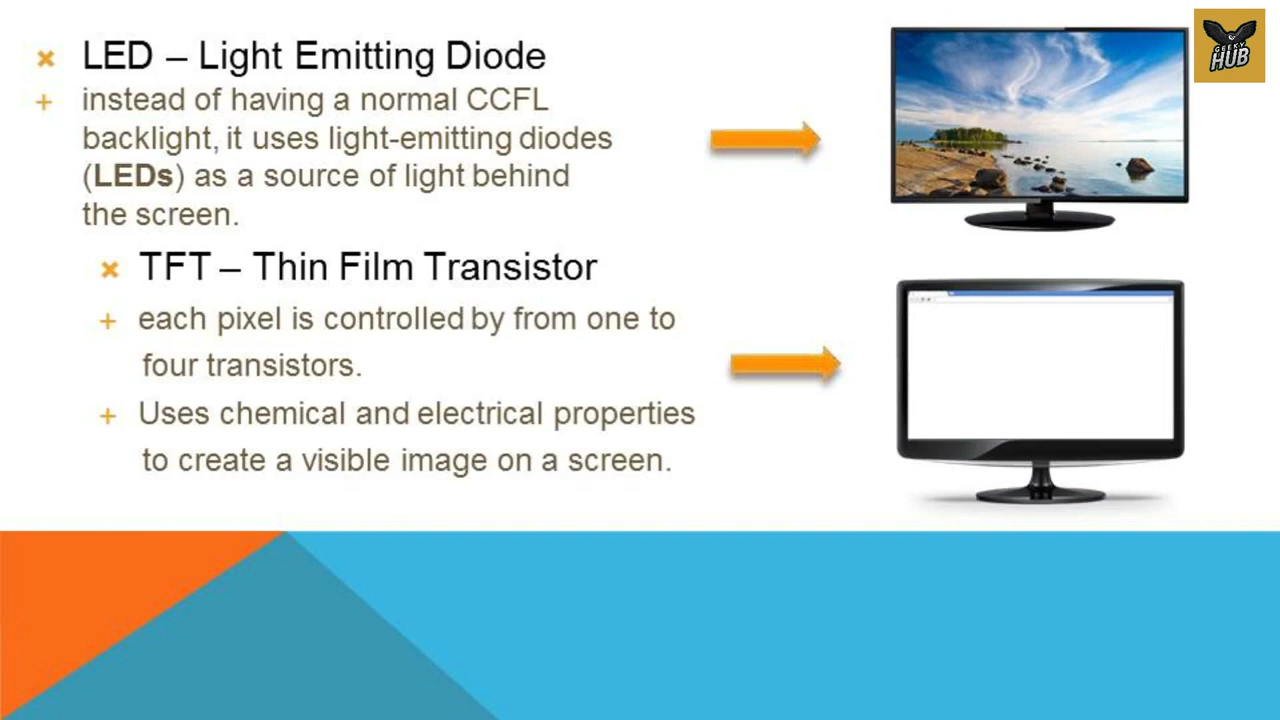 LED – Light Emitting Diode
instead of having a normal CCFL
backlight, it uses light-emitting diodes
(LEDs) as a source of light behind
the screen.
TFT – Thin Film Transistor
each pixel is controlled by from one to
four transistors.
Uses chemical and electrical properties
to create a visible image on a screen.
GEEKY
HUB